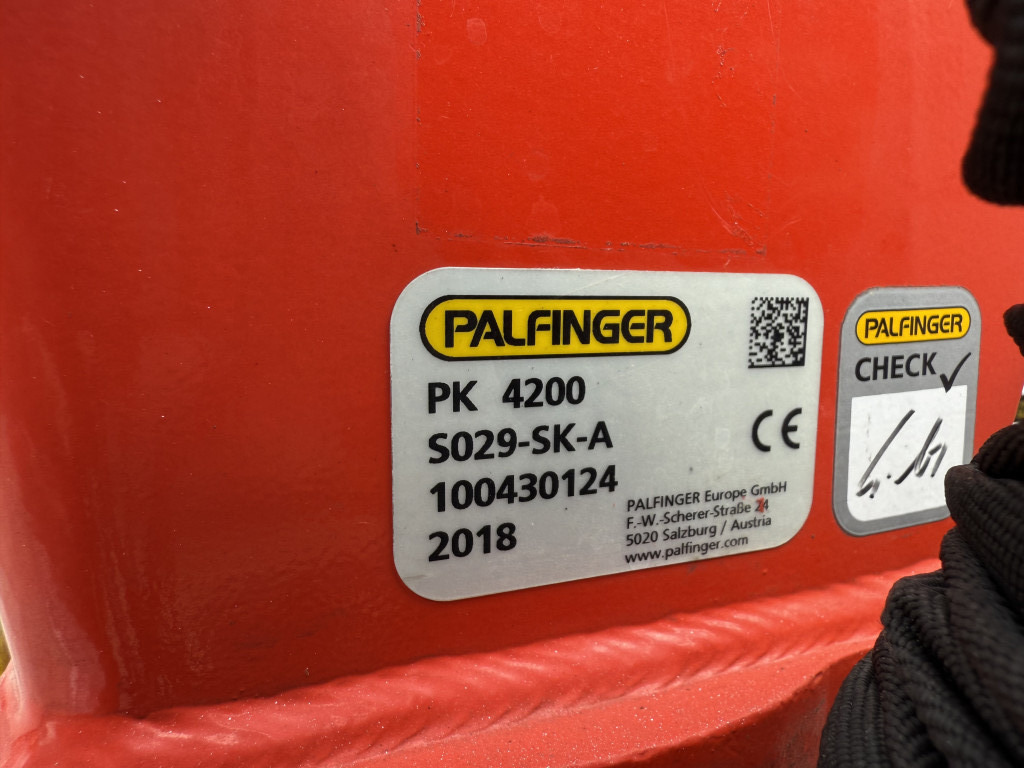 PALFINGER
PK 4200
S029-SK-A
100430124
2018
CE
PALFINGER Europe GmbH
F.-W.-Scherer-Straße
5020 Salzburg / Austria
www.palfinger.com
PALFINGER
CHECK